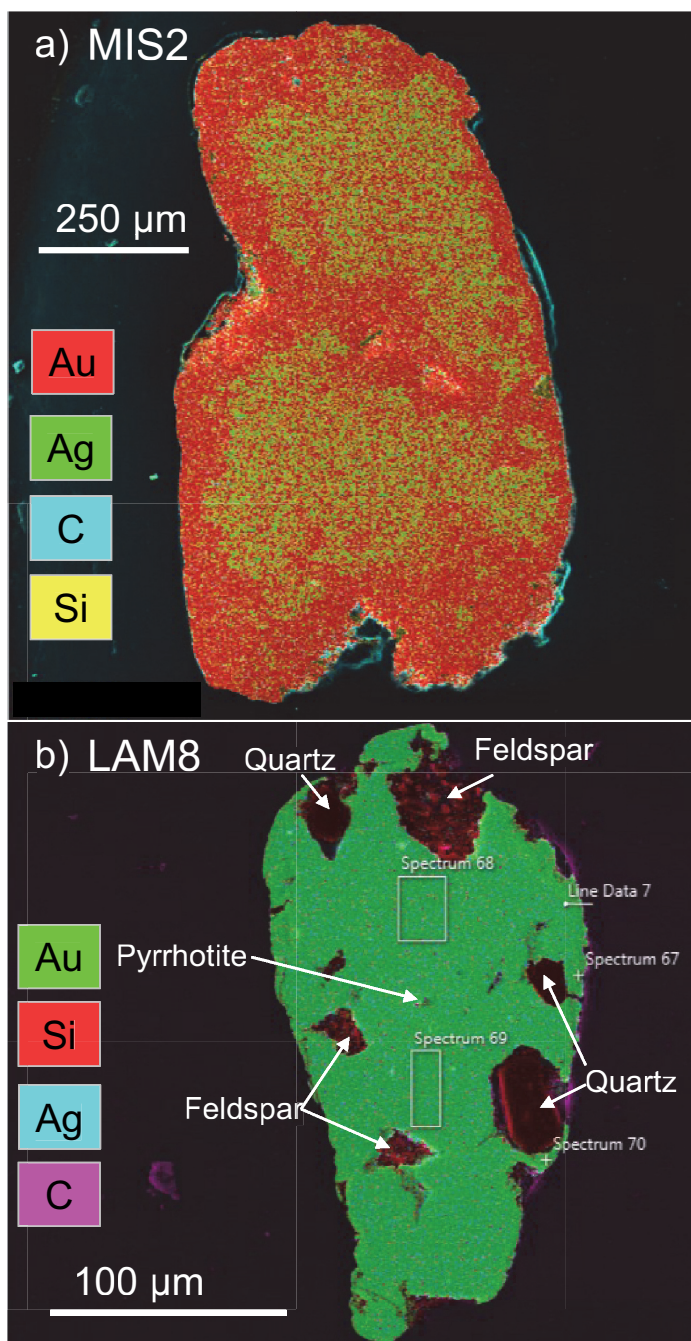 a) MIS2
250 µm
Au
Ag
C
Si
b) LAM8
Quartz
Feldspar
Spectrum 68
Line Data 7
Au
Pyrrhotite
Spectrum 67
Si
Spectrum 69
Ag
Feldspar
Quartz
Spectrum 70
C
100 µm